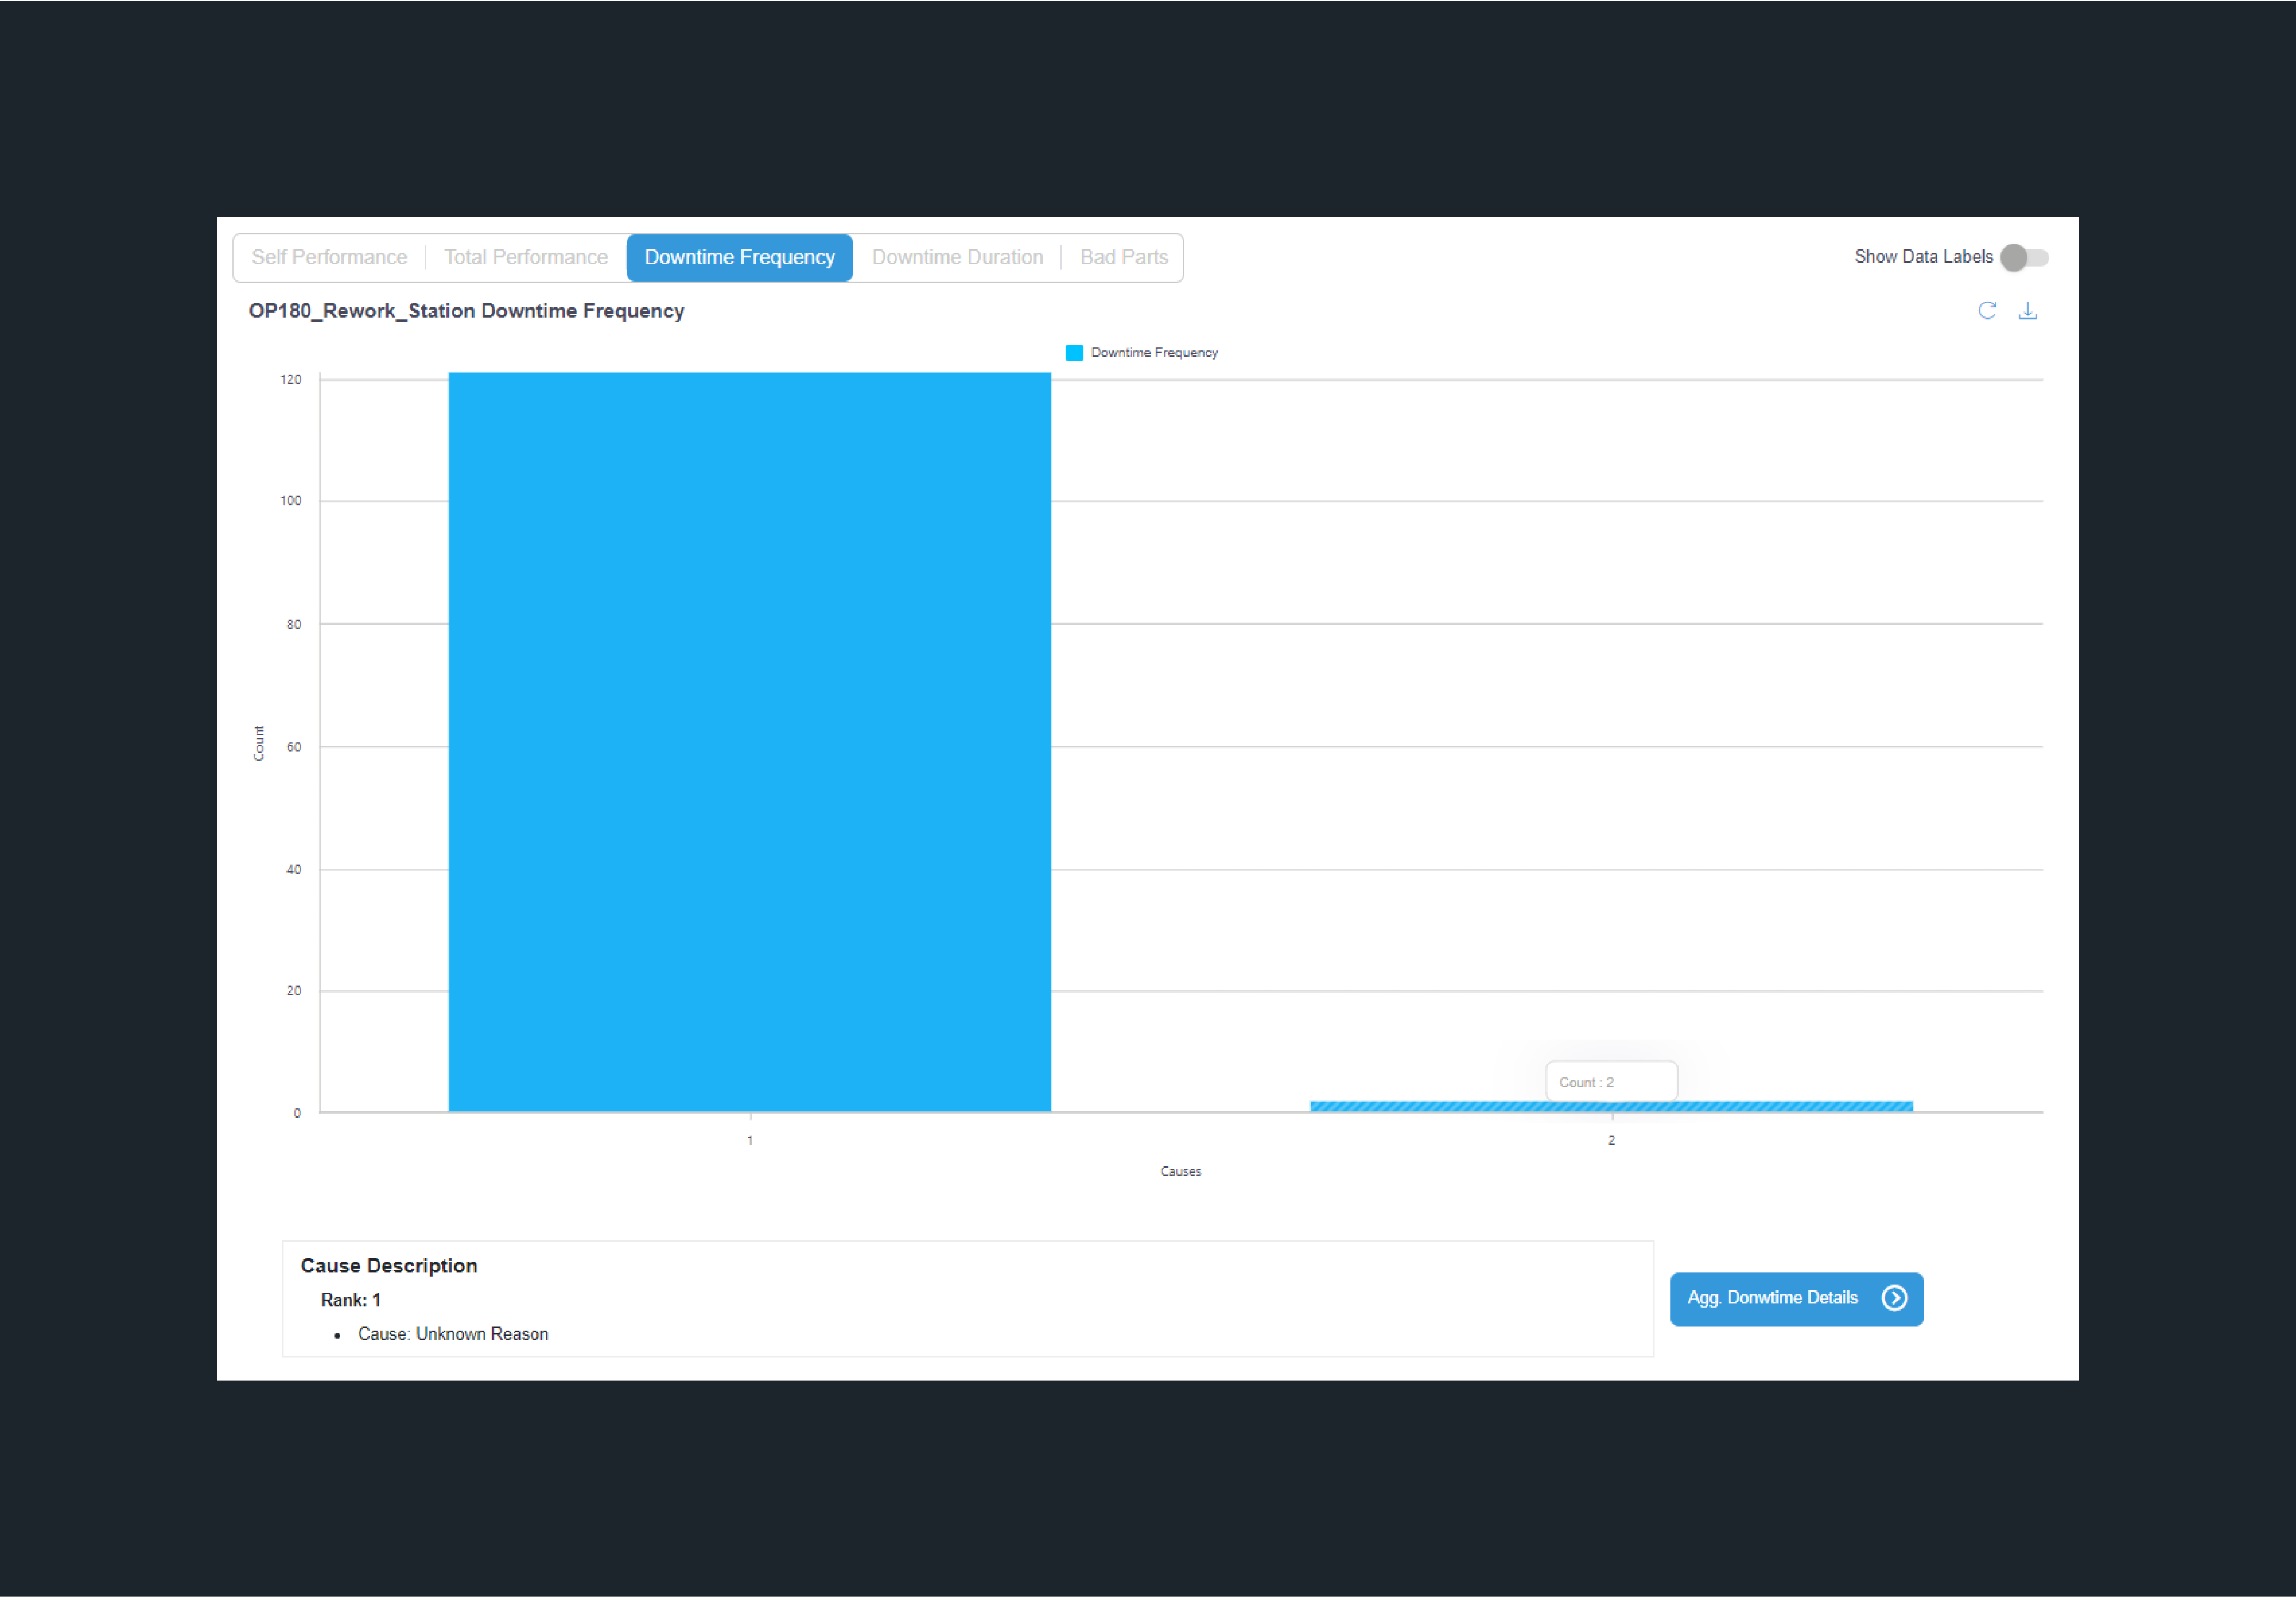 Self Performance Total Performance Downtime Frequency Downtime Duration Bad Parts Show Data Labels
OP180_Rework_Station Downtime Frequency
Downtime Frequency
120
100
80
60
40
20
0
Count
Count : 2
1 2
Causes
Cause Description
Rank: 1
Cause: Unknown Reason
Agg. Donwtime Details